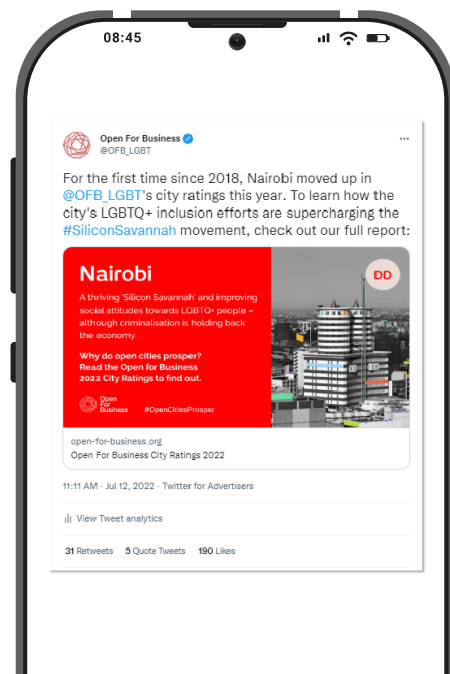 08:45
Open For Business
@OFB_LGBT
For the first time since 2018, Nairobi moved up in
@OFB_LGBT's city ratings this year. To learn how the
city's LGBTQ+ inclusion efforts are supercharging the
#SiliconSavannah movement, check out our full report:
Nairobi
DD
A thriving 'Silicon Savannah' and improving
social attitudes towards LGBTQ+ people –
although criminalisation is holding back
the economy.
Why do open cities prosper?
Read the Open for Business
2022 City Ratings to find out.
Open
For
Business
#OpenCitiesProsper
open-for-business.org
Open For Business City Ratings 2022
11:11 AM · Jul 12, 2022 · Twitter for Advertisers
View Tweet analytics
31 Retweets 5 Quote Tweets 190 Likes